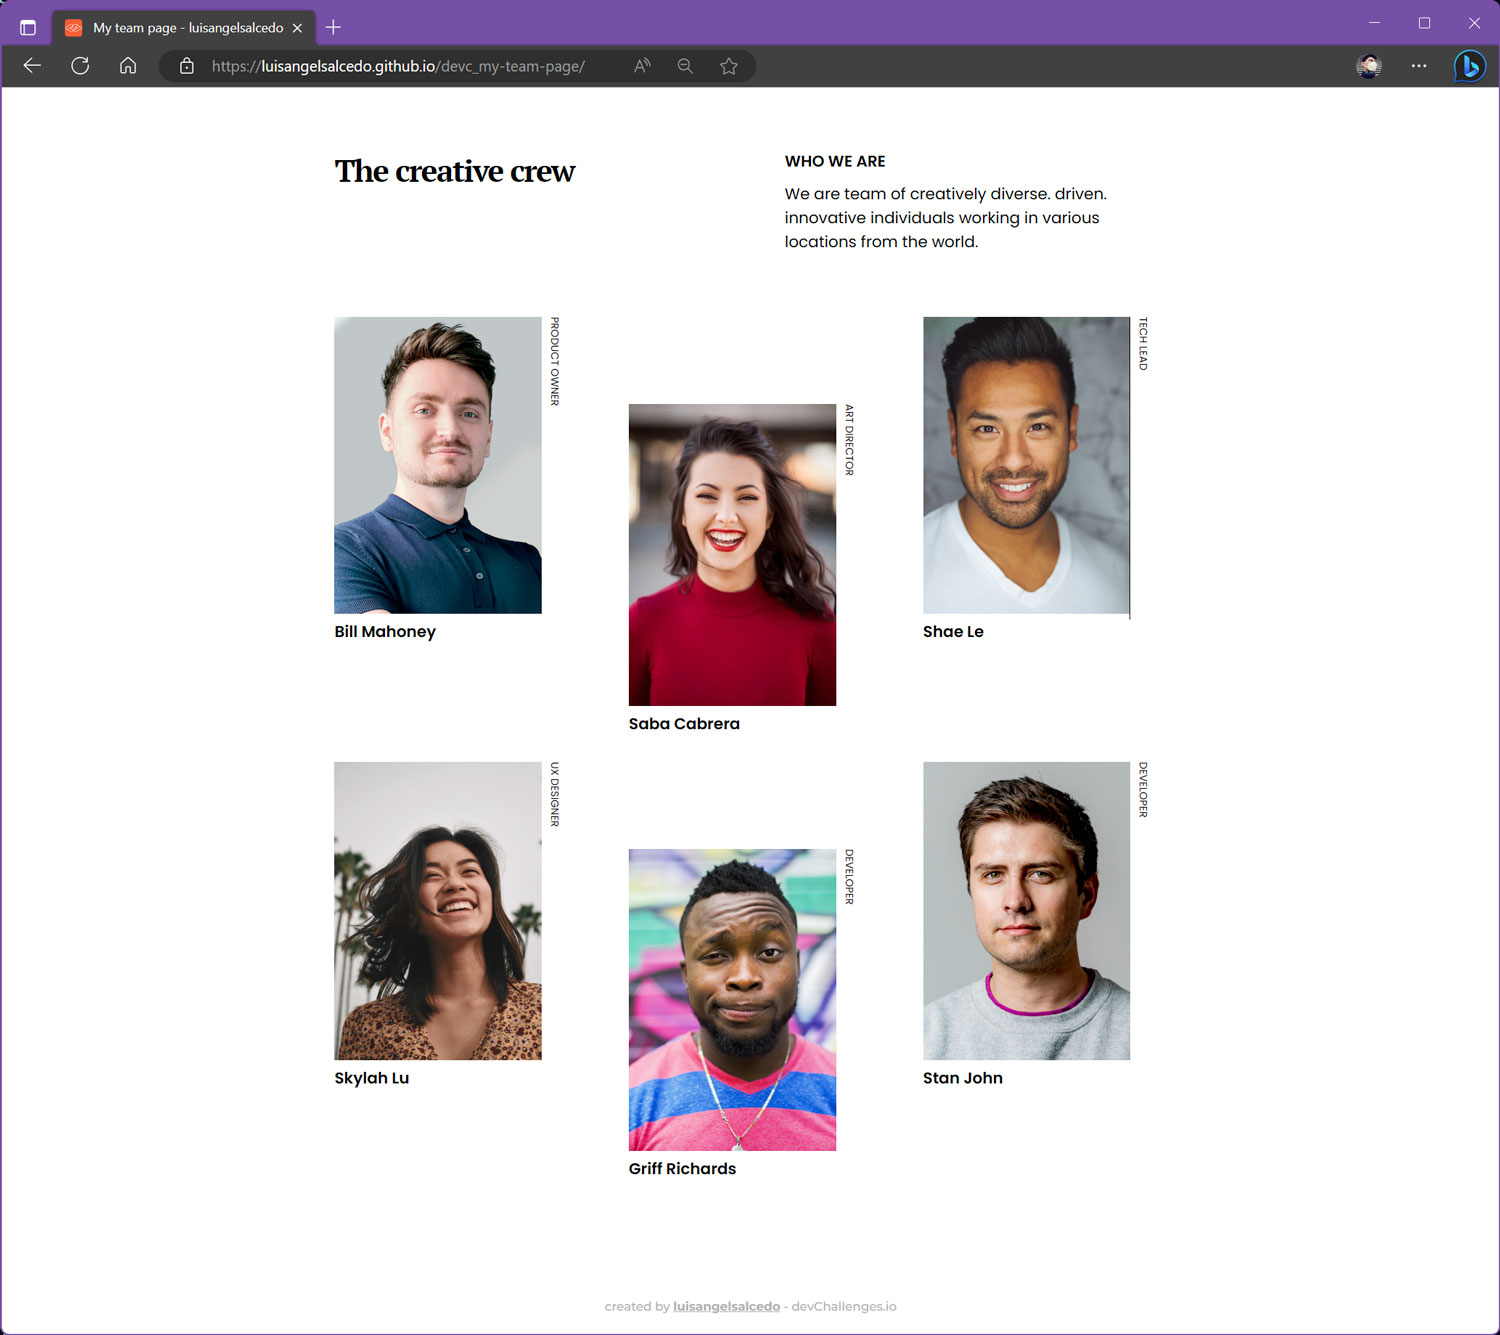 My team page - luisangelsalcedo
https://luisangelsalcedo.github.io/devc_my-team-page/
The creative crew
WHO WE ARE
We are team of creatively diverse. driven.
innovative individuals working in various
locations from the world.
PRODUCT OWNER
Bill Mahoney
ART DIRECTOR
Saba Cabrera
TECH LEAD
Shae Le
UX DESIGNER
Skylah Lu
DEVELOPER
Griff Richards
DEVELOPER
Stan John
created by luisangelsalcedo - devChallenges.io